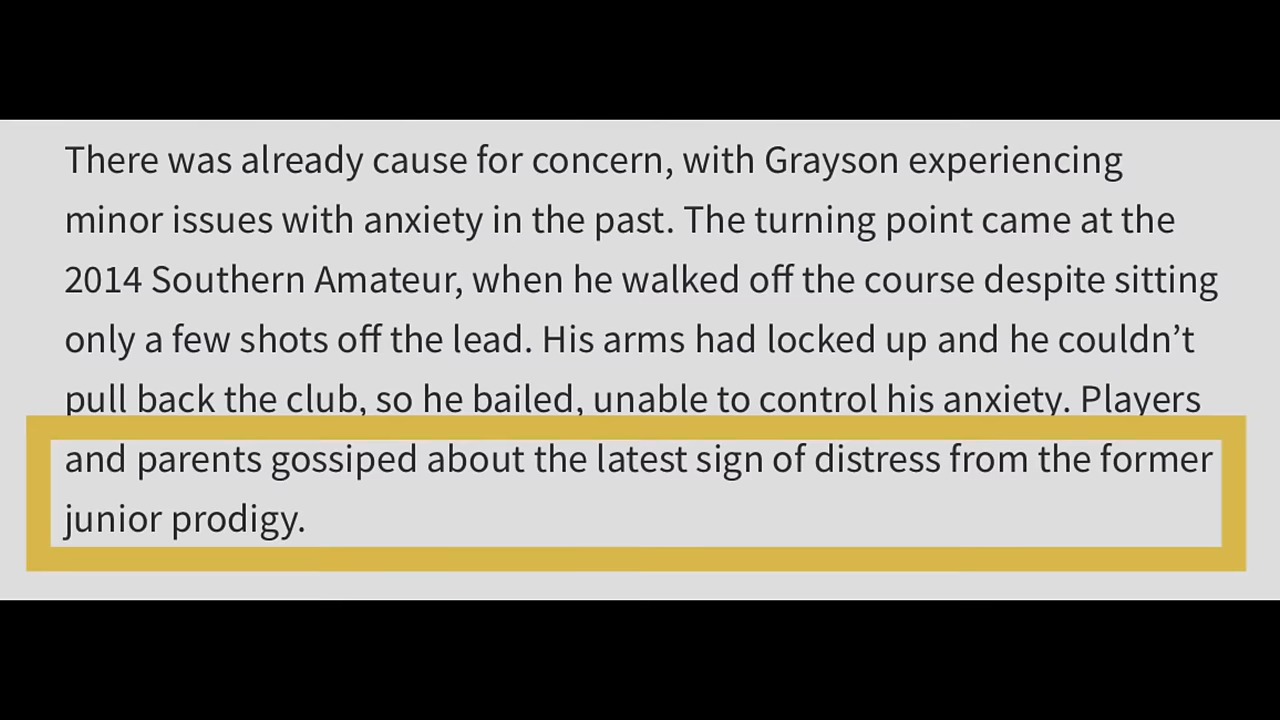 There was already cause for concern, with Grayson experiencing
minor issues with anxiety in the past. The turning point came at the
2014 Southern Amateur, when he walked off the course despite sitting
only a few shots off the lead. His arms had locked up and he couldn’t
pull back the club, so he bailed, unable to control his anxiety. Players
and parents gossiped about the latest sign of distress from the former
junior prodigy.